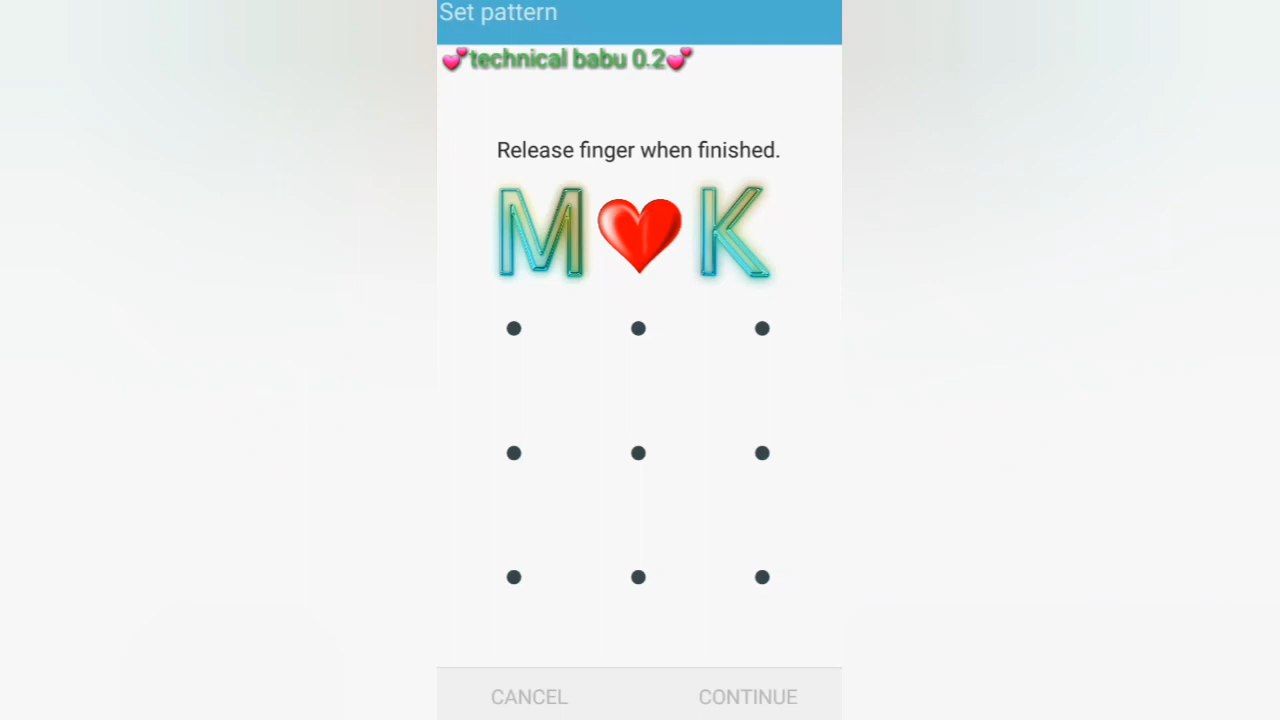 Set pattern
💕technical babu 0.2💕
Release finger when finished.
M❤K
CANCEL CONTINUE